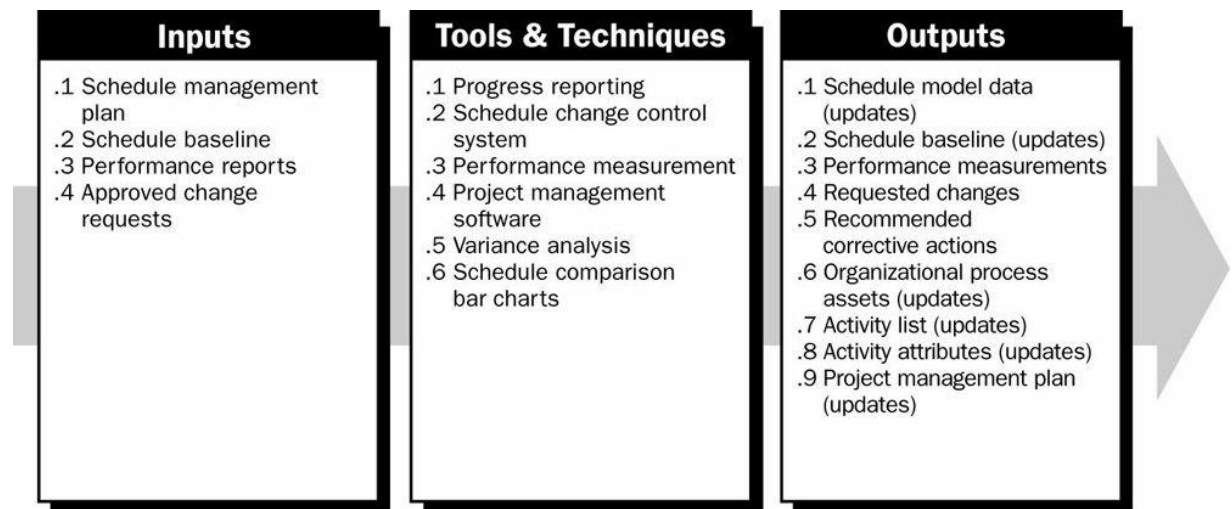 Inputs
.1 Schedule management
plan
.2 Schedule baseline
.3 Performance reports
.4 Approved change
requests
Tools & Techniques
.1 Progress reporting
.2 Schedule change control
system
.3 Performance measurement
.4 Project management
software
.5 Variance analysis
.6 Schedule comparison
bar charts
Outputs
.1 Schedule model data
(updates)
.2 Schedule baseline (updates)
.3 Performance measurements
.4 Requested changes
.5 Recommended
corrective actions
.6 Organizational process
assets (updates)
.7 Activity list (updates)
.8 Activity attributes (updates)
.9 Project management plan
(updates)